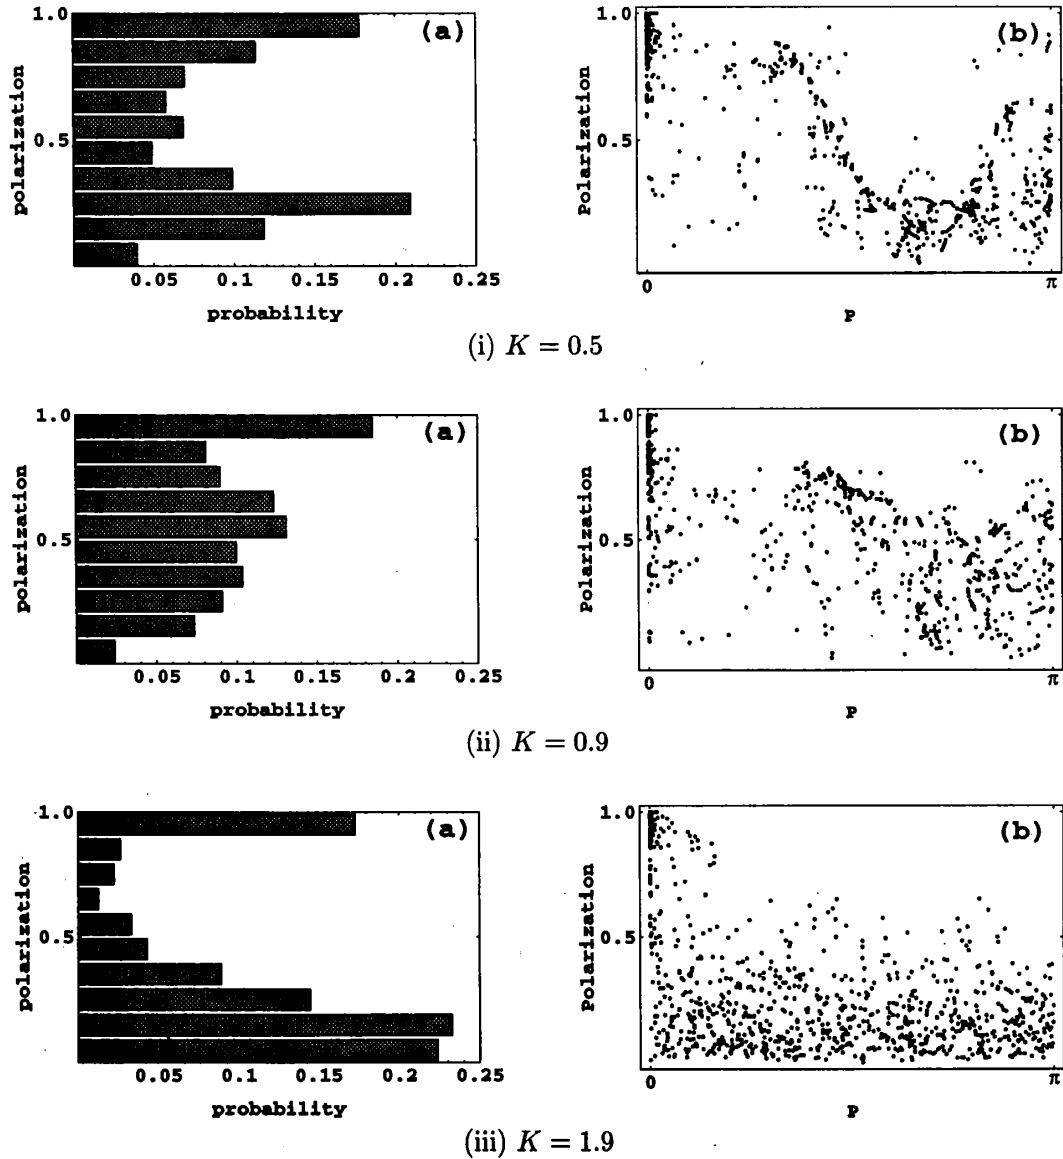 1.0
(a)
polarization
0.5
0.05 0.1 0.15 0.2 0.25
probability
1.0
(b)
Polarization
0.5
0 π
P
(i) K = 0.5
1.0
(a)
polarization
0.5
0.05 0.1 0.15 0.2 0.25
probability
1.0
(b)
Polarization
0.5
0 π
P
(ii) K = 0.9
1.0
(a)
polarization
0.5
0.05 0.1 0.15 0.2 0.25
probability
1.0
(b)
Polarization
0.5
0 π
P
(iii) K = 1.9